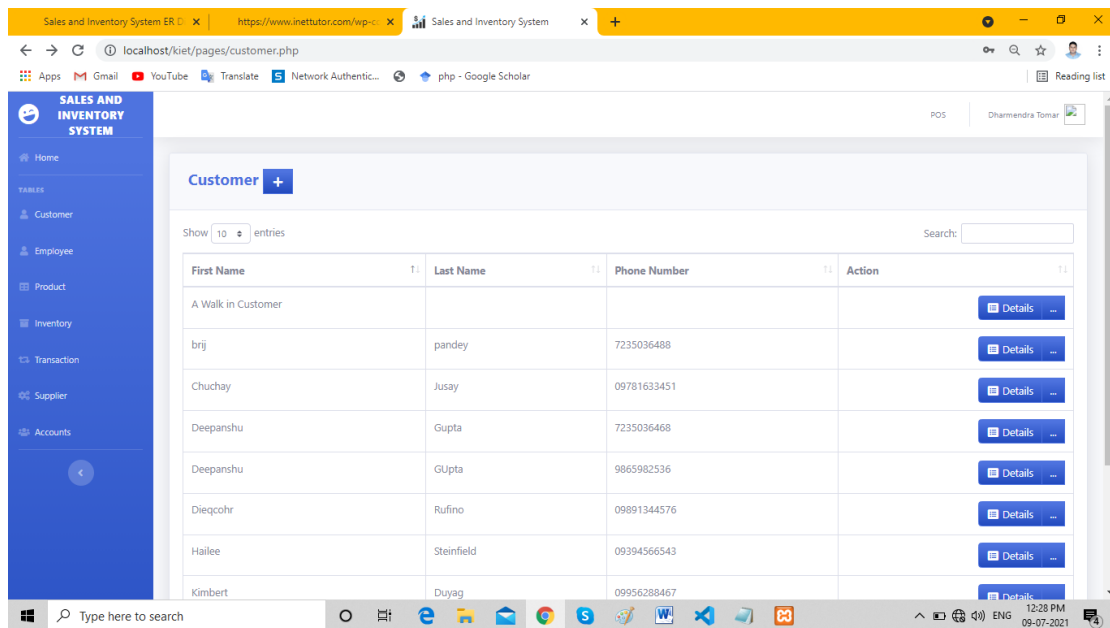 Sales and Inventory System ER D
https://www.inettutor.com/wp-co
Sales and Inventory System
localhost/kiet/pages/customer.php
Apps Gmail YouTube Translate Network Authentic... php - Google Scholar Reading list
SALES AND INVENTORY SYSTEM
POS Dharmendra Tomar
Home
TABLES
Customer
Employee
Product
Inventory
Transaction
Supplier
Accounts
Customer +
Show 10 entries Search:
First Name Last Name Phone Number Action
A Walk in Customer Details ...
brij pandey 7235036488 Details ...
Chuchay Jusay 09781633451 Details ...
Deepanshu Gupta 7235036468 Details ...
Deepanshu GUpta 9865982536 Details ...
Dieqcohr Rufino 09891344576 Details ...
Hailee Steinfield 09394566543 Details ...
Kimbert Duyag 09956288467 Details ...
Type here to search ENG 12:28 PM
09-07-2021